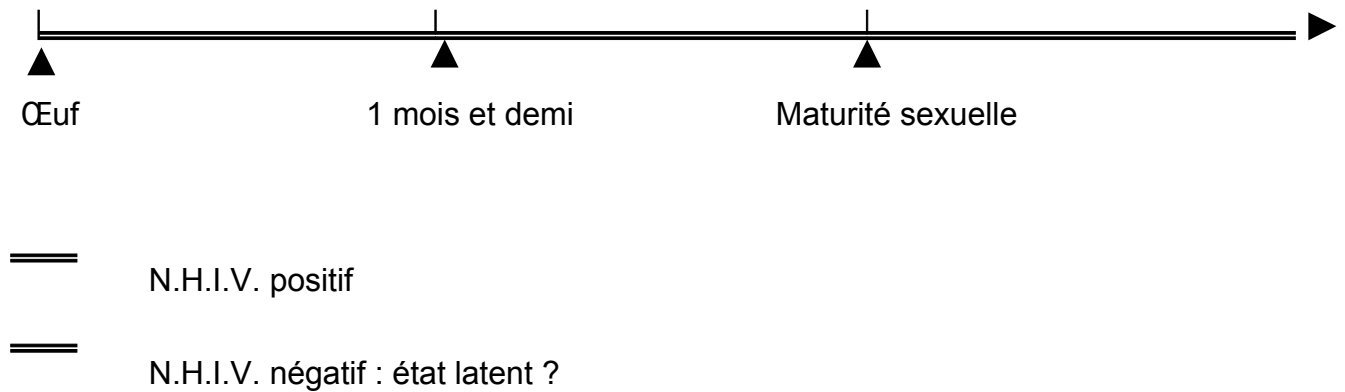 Œuf 1 mois et demi Maturité sexuelle
N.H.I.V. positif
N.H.I.V. négatif : état latent ?